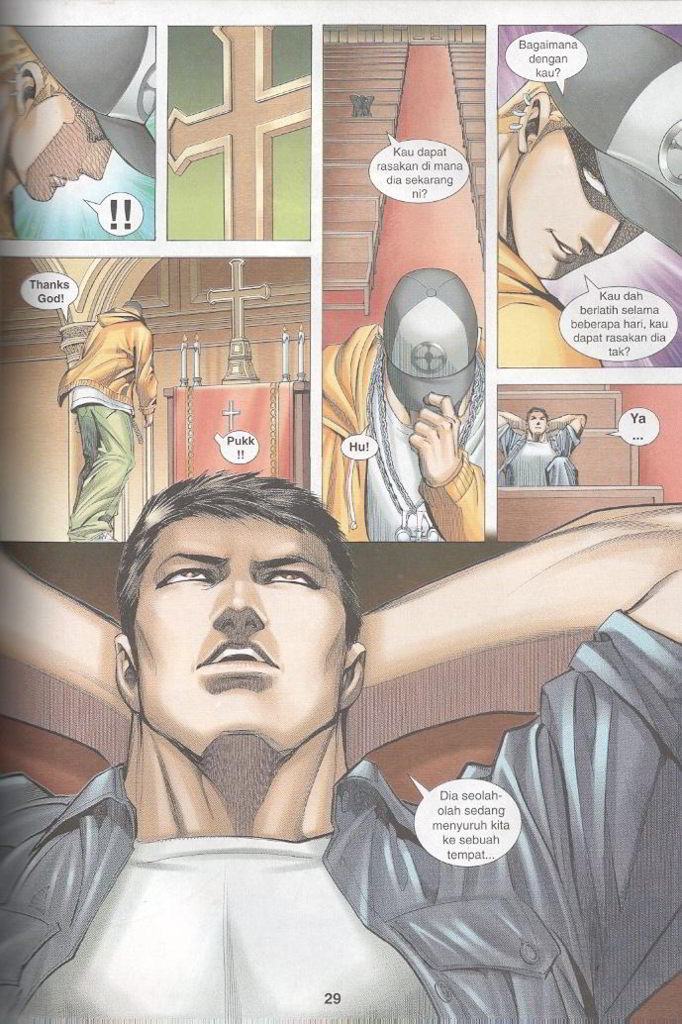 !!
Thanks
God!
Pukk
!!
Kau dapat
rasakan di mana
dia sekarang
ni?
Hu!
Bagaimana
dengan
kau?
Kau dah
berlatih selama
beberapa hari, kau
dapat rasakan dia
tak?
Ya
...
Dia seolah-
olah sedang
menyuruh kita
ke sebuah
tempat...
29